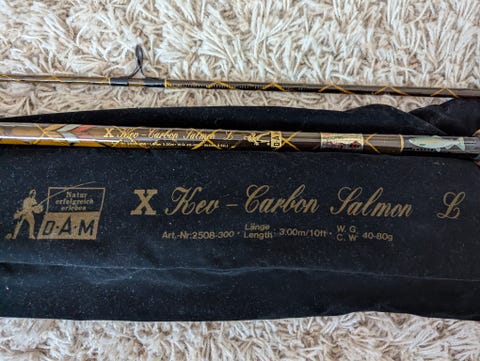 X Kev-Carbon Salmon L D·A·M
Natur
erfolgreich
erleben
D·A·M
X Kev - Carbon Salmon L
Art.-Nr.:2508-300 · Länge Length: 3,00m/10ft · W. G. C. W. 40-80g